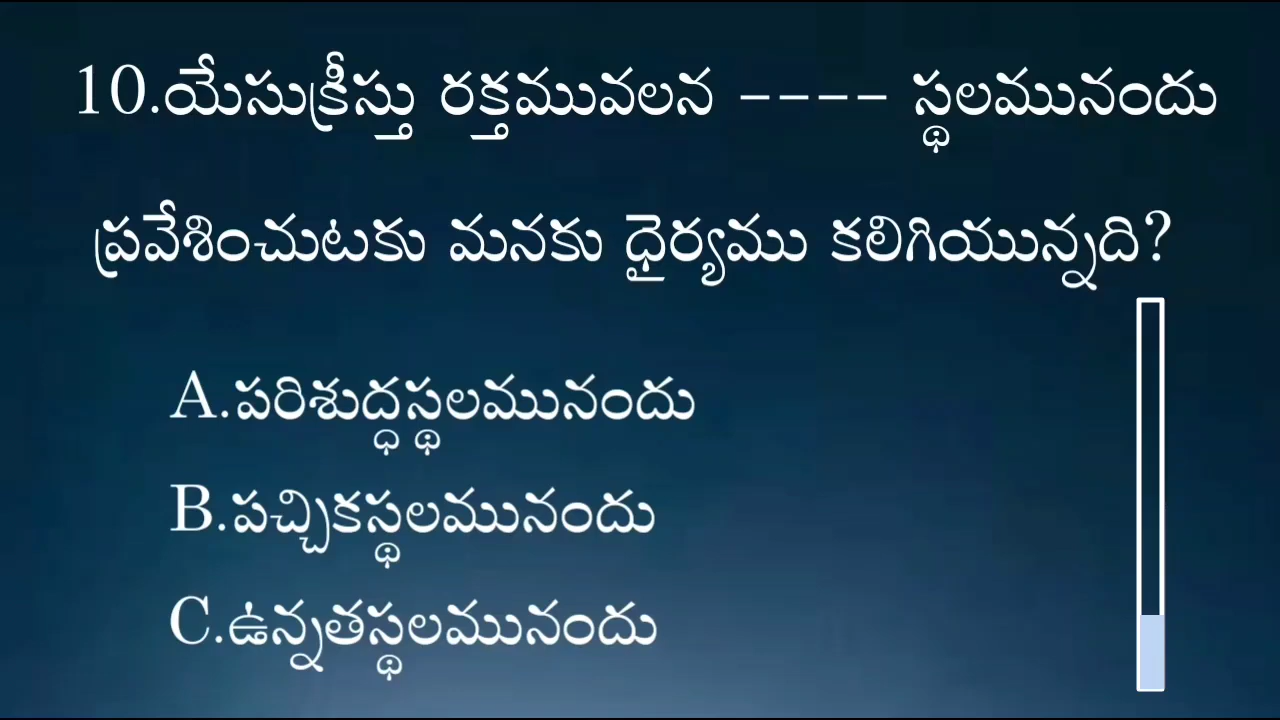 10.యేసుక్రీస్తు రక్తమువలన ---- స్థలమునందు
ప్రవేశించుటకు మనకు ధైర్యము కలిగియున్నది?
A.పరిశుద్ధస్థలమునందు
B.పచ్చికస్థలమునందు
C.ఉన్నతస్థలమునందు